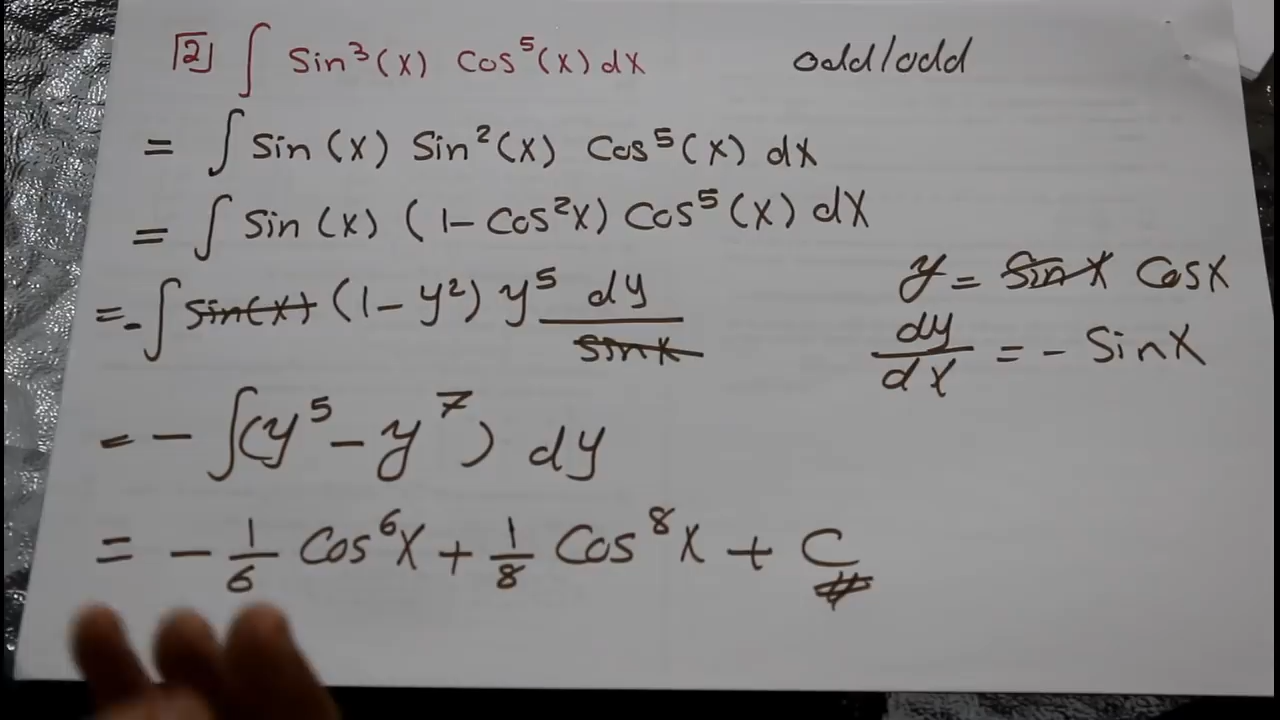 [2] ∫ Sin³(x) Cos⁵(x) dx odd/odd
= ∫ Sin(x) Sin²(x) Cos⁵(x) dx
= ∫ Sin(x) (1 - Cos²x) Cos⁵(x) dx
= - ∫ Sin(x) (1 - y²) y⁵ dy / Sin x
y = Sin x Cos x
dy/dx = - Sin x
= - ∫(y⁵ - y⁷) dy
= - 1/6 Cos⁶x + 1/8 Cos⁸x + C